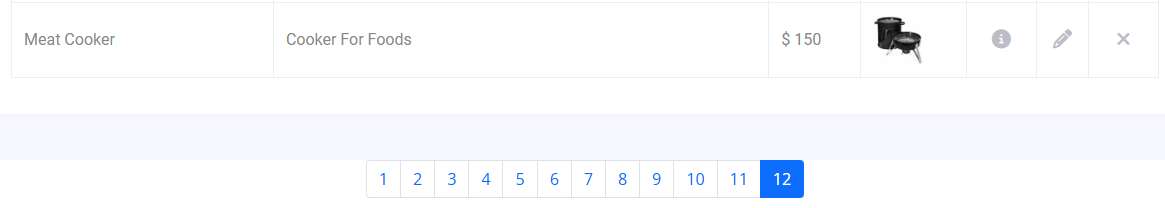 Meat Cooker Cooker For Foods $ 150
1 2 3 4 5 6 7 8 9 10 11 12